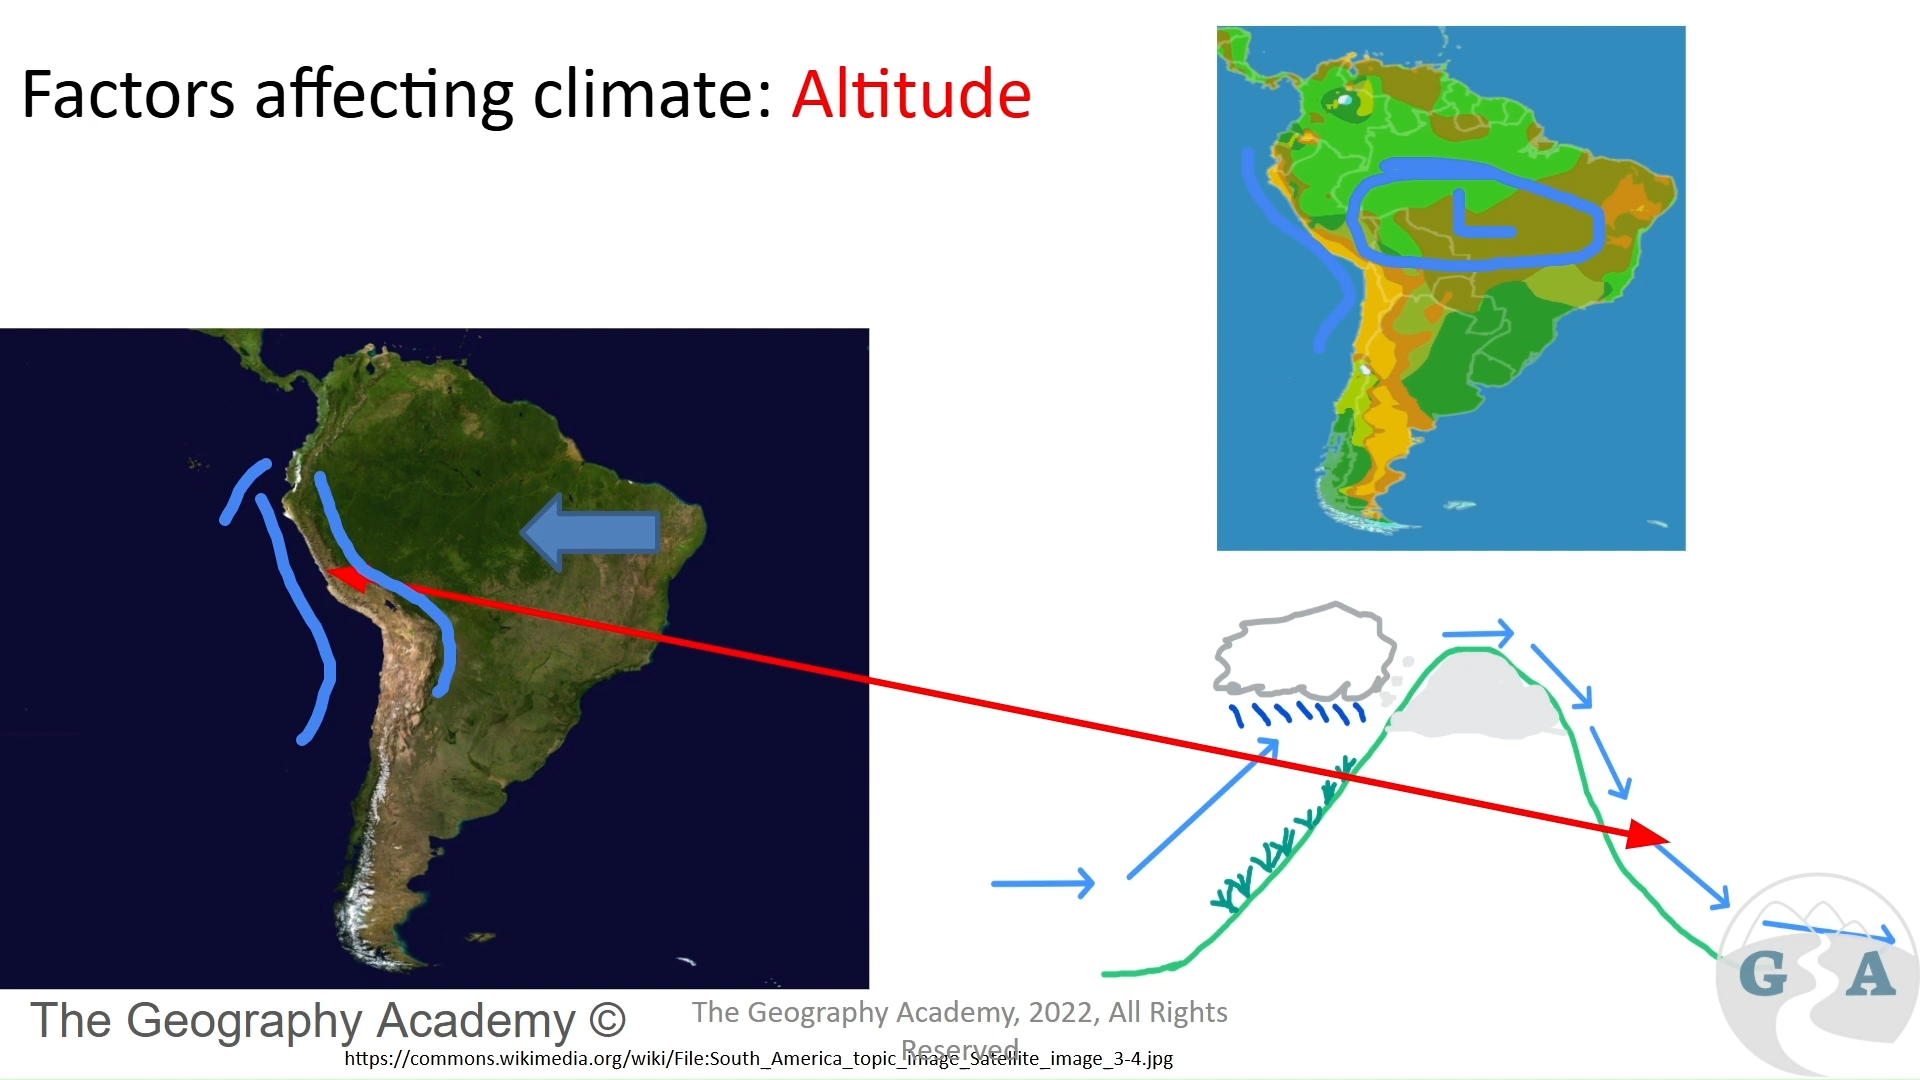 Factors affecting climate: Altitude
L
G A
The Geography Academy ©
The Geography Academy, 2022, All Rights
Reserved
https://commons.wikimedia.org/wiki/File:South_America_topic_image_Satellite_image_3-4.jpg